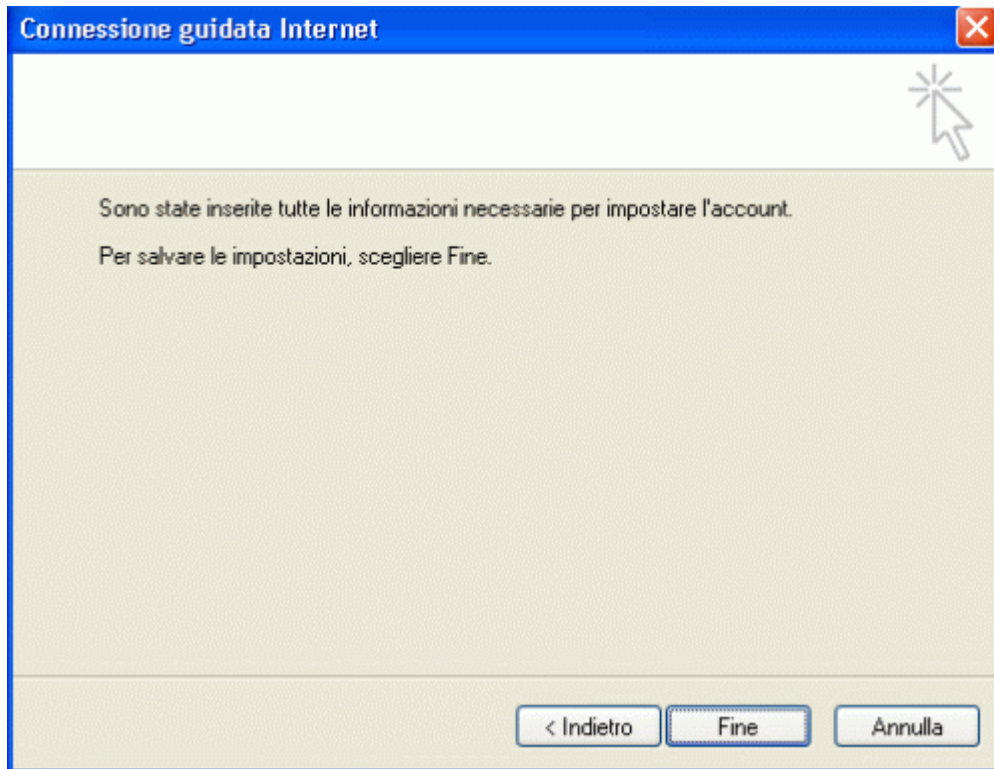 Connessione guidata Internet
Sono state inserite tutte le informazioni necessarie per impostare l'account.
Per salvare le impostazioni, scegliere Fine.
< Indietro
Fine
Annulla